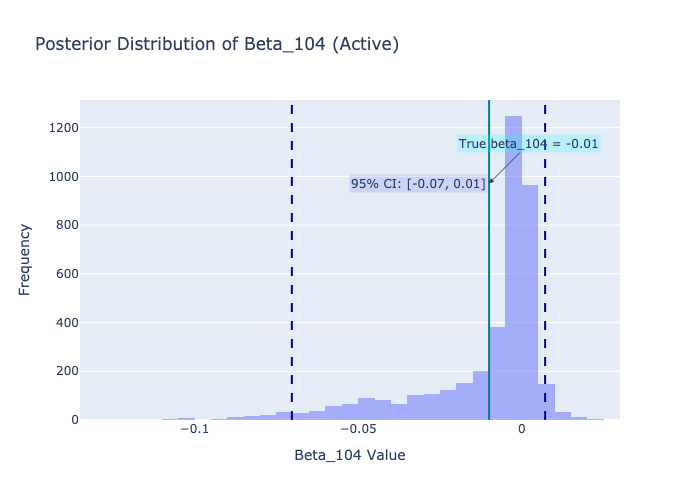 Posterior Distribution of Beta_104 (Active)
True beta_104 = -0.01
95% CI: [-0.07, 0.01]
Frequency
1200
1000
800
600
400
200
0
−0.1
−0.05
0
Beta_104 Value